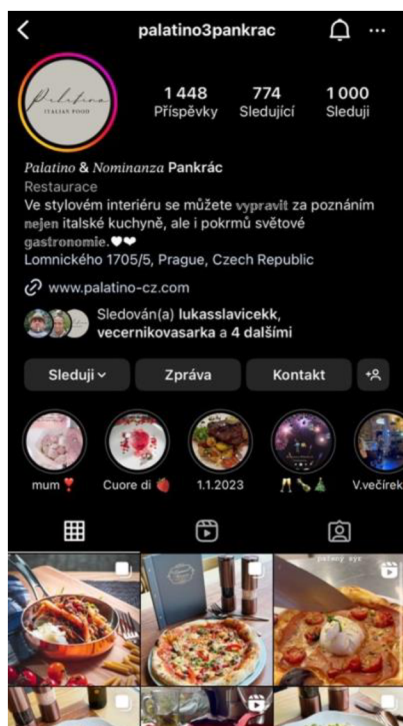 palatino3pankrac
Palatino
ITALIAN FOOD
1 448 774 1 000
Příspěvky Sledující Sleduji
Palatino & Nominanza Pankrác
Restaurace
Ve stylovém interiéru se můžete vypravit za poznáním
nejen italské kuchyně, ale i pokrmů světové
gastronomie.🖤❤
Lomnického 1705/5, Prague, Czech Republic
www.palatino-cz.com
Sledován(a) lukasslavicekk,
vecernikovasarka a 4 dalšími
Sleduji Zpráva Kontakt
mum ❣️ Cuore di 🍓 1.1.2023 🥂🍾🎄 V.večírek